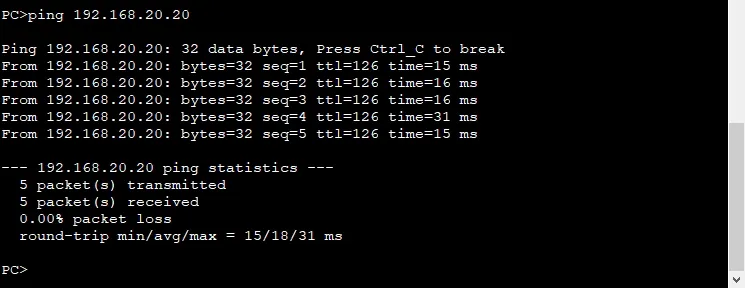 PC>ping 192.168.20.20
Ping 192.168.20.20: 32 data bytes, Press Ctrl_C to break
From 192.168.20.20: bytes=32 seq=1 ttl=126 time=15 ms
From 192.168.20.20: bytes=32 seq=2 ttl=126 time=16 ms
From 192.168.20.20: bytes=32 seq=3 ttl=126 time=16 ms
From 192.168.20.20: bytes=32 seq=4 ttl=126 time=31 ms
From 192.168.20.20: bytes=32 seq=5 ttl=126 time=15 ms
--- 192.168.20.20 ping statistics ---
5 packet(s) transmitted
5 packet(s) received
0.00% packet loss
round-trip min/avg/max = 15/18/31 ms
PC>